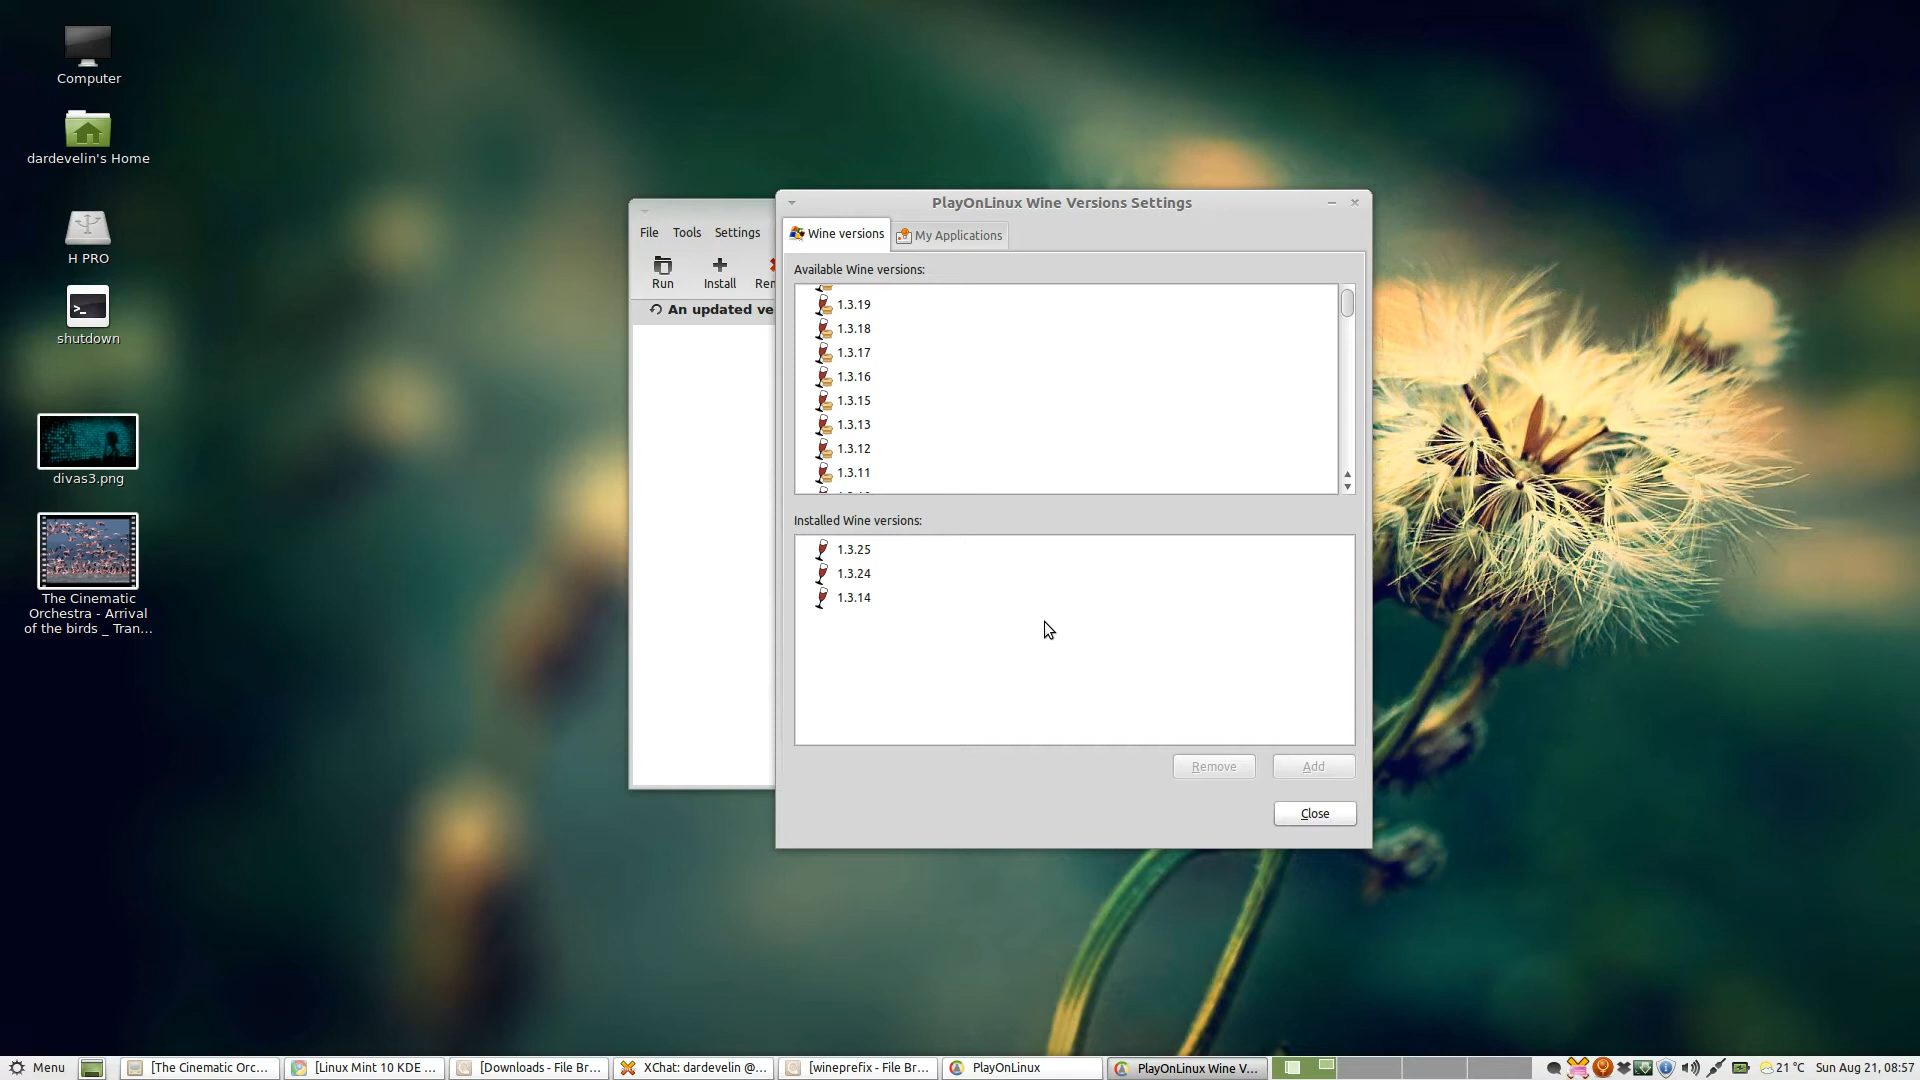 Computer
dardevelin's Home
H PRO
shutdown
divas3.png
The Cinematic
Orchestra - Arrival
of the birds _ Tran...
File Tools Settings
Run Install
An updated
PlayOnLinux Wine Versions Settings
Wine versions My Applications
Available Wine versions:
1.3.19
1.3.18
1.3.17
1.3.16
1.3.15
1.3.13
1.3.12
1.3.11
Installed Wine versions:
1.3.25
1.3.24
1.3.14
Remove Add
Close
Menu [The Cinematic Orc... [Linux Mint 10 KDE ... [Downloads - File Br... XChat: dardevelin @... [wineprefix - File Br... PlayOnLinux PlayOnLinux Wine V... 21 °C Sun Aug 21, 08:57